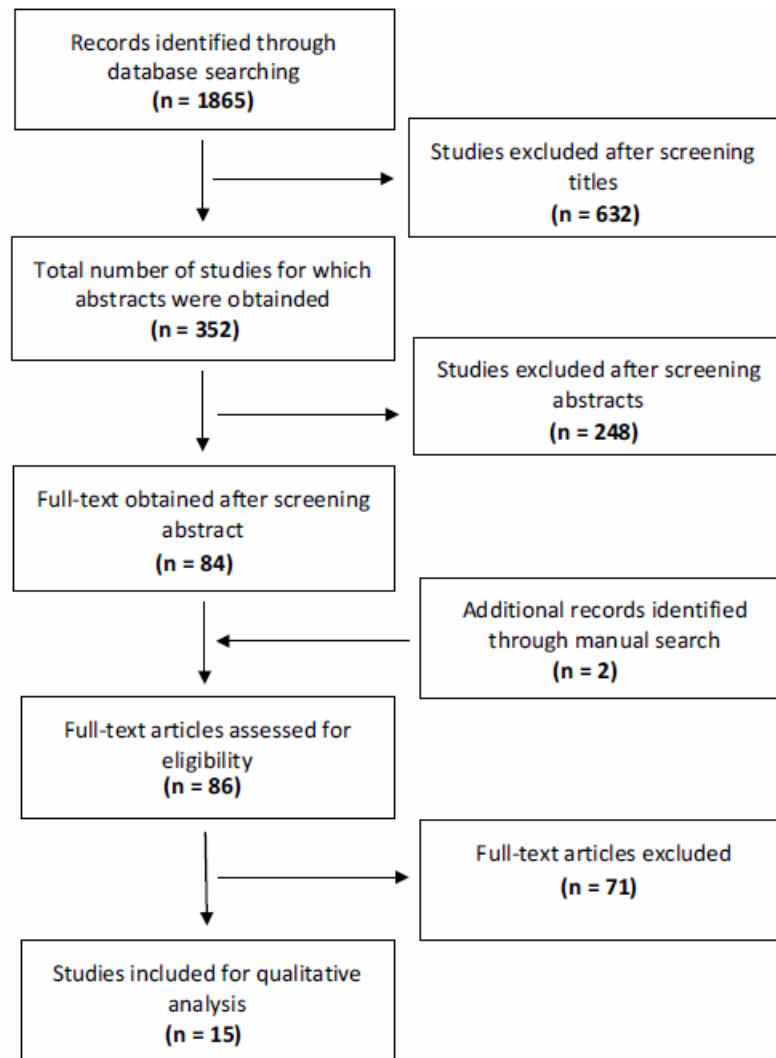 Records identified through
database searching
(n = 1865)
Studies excluded after screening
titles
(n = 632)
Total number of studies for which
abstracts were obtainded
(n = 352)
Studies excluded after screening
abstracts
(n = 248)
Full-text obtained after screening
abstract
(n = 84)
Additional records identified
through manual search
(n = 2)
Full-text articles assessed for
eligibility
(n = 86)
Full-text articles excluded
(n = 71)
Studies included for qualitative
analysis
(n = 15)